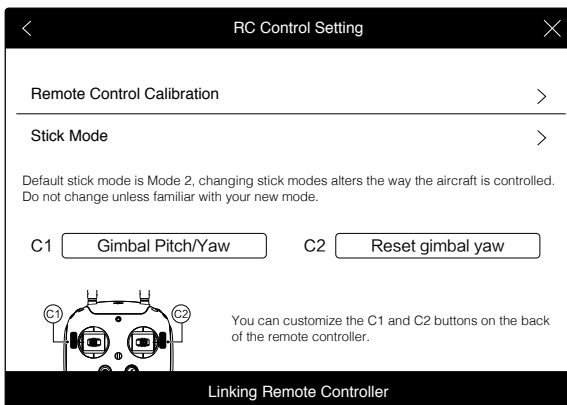 RC Control Setting
Remote Control Calibration
Stick Mode
Default stick mode is Mode 2, changing stick modes alters the way the aircraft is controlled.
Do not change unless familiar with your new mode.
C1 Gimbal Pitch/Yaw C2 Reset gimbal yaw
C1 C2
You can customize the C1 and C2 buttons on the back
of the remote controller.
Linking Remote Controller